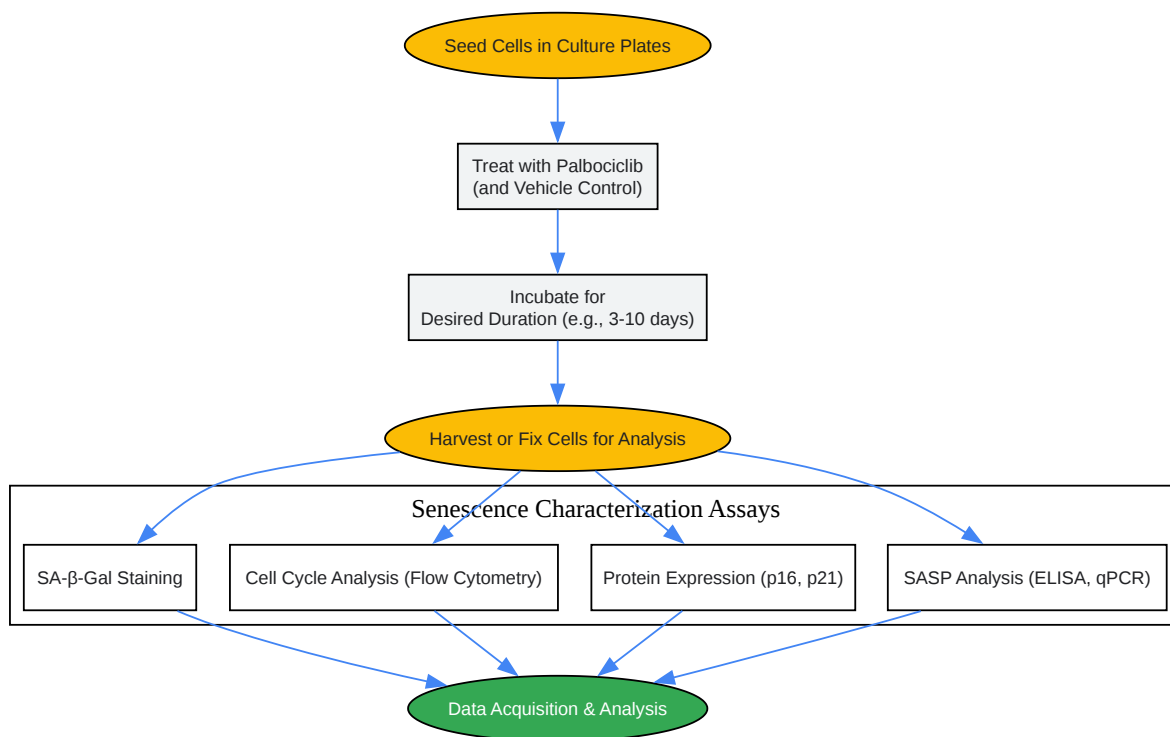 Seed Cells in Culture Plates
Treat with Palbociclib
(and Vehicle Control)
Incubate for
Desired Duration (e.g., 3-10 days)
Harvest or Fix Cells for Analysis
Senescence Characterization Assays
SA-β-Gal Staining
Cell Cycle Analysis (Flow Cytometry)
Protein Expression (p16, p21)
SASP Analysis (ELISA, qPCR)
Data Acquisition & Analysis